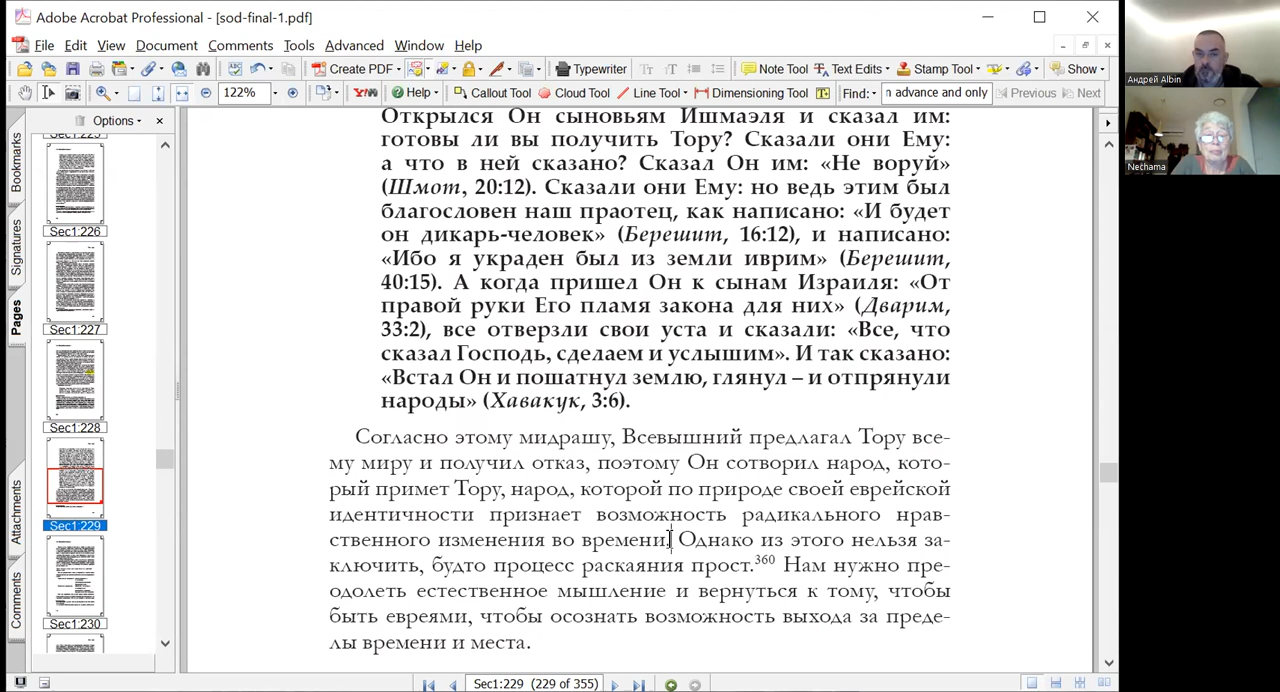 Adobe Acrobat Professional - [sod-final-1.pdf]
File Edit View Document Comments Tools Advanced Window Help
Create PDF Typewriter Note Tool Text Edits Stamp Tool Show
122% Y!!! Help Callout Tool Cloud Tool Line Tool Dimensioning Tool Find: n advance and only Previous Next
Options
Bookmarks
Signatures
Pages
Attachments
Comments
Sec1:225
Sec1:226
Sec1:227
Sec1:228
Sec1:229
Sec1:230
Открылся Он сыновьям Ишмаэля и сказал им:
готовы ли вы получить Тору? Сказали они Ему:
а что в ней сказано? Сказал Он им: «Не воруй»
(Шмот, 20:12). Сказали они Ему: но ведь этим был
благословен наш праотец, как написано: «И будет
он дикарь-человек» (Берешит, 16:12), и написано:
«Ибо я украден был из земли иврим» (Берешит,
40:15). А когда пришел Он к сынам Израиля: «От
правой руки Его пламя закона для них» (Дварим,
33:2), все отверзли свои уста и сказали: «Все, что
сказал Господь, сделаем и услышим». И так сказано:
«Встал Он и пошатнул землю, глянул – и отпрянули
народы» (Хавакук, 3:6).
Согласно этому мидрашу, Всевышний предлагал Тору все-
му миру и получил отказ, поэтому Он сотворил народ, кото-
рый примет Тору, народ, которой по природе своей еврейской
идентичности признает возможность радикального нрав-
ственного изменения во времени. Однако из этого нельзя за-
ключить, будто процесс раскаяния прост.360 Нам нужно пре-
одолеть естественное мышление и вернуться к тому, чтобы
быть евреями, чтобы осознать возможность выхода за преде-
лы времени и места.
Sec1:229 (229 of 355)
Андрей Albin
Nechama